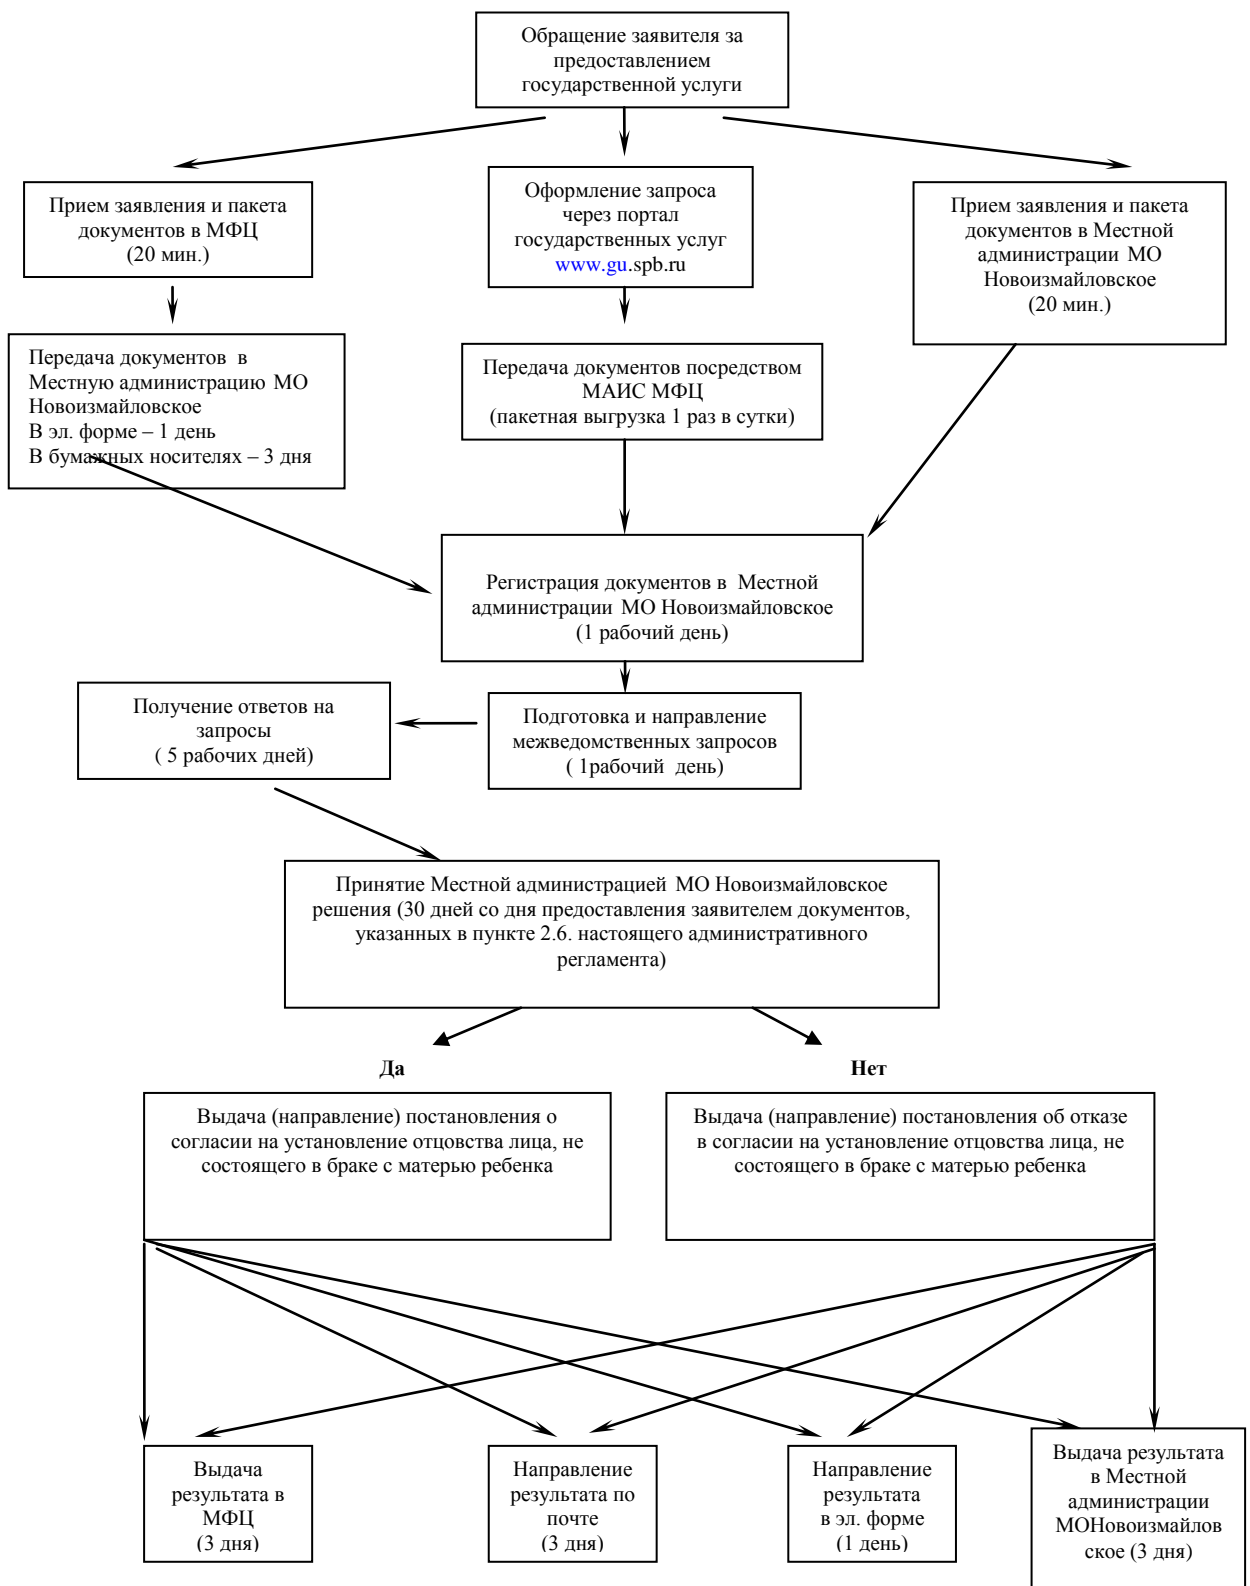 Обращение заявителя за
предоставлением
государственной услуги
Прием заявления и пакета
документов в МФЦ
(20 мин.)
Оформление запроса
через портал
государственных услуг
www.gu.spb.ru
Прием заявления и пакета
документов в Местной
администрации МО
Новоизмайловское
(20 мин.)
Передача документов в
Местную администрацию МО
Новоизмайловское
В эл. форме – 1 день
В бумажных носителях – 3 дня
Передача документов посредством
МАИС МФЦ
(пакетная выгрузка 1 раз в сутки)
Регистрация документов в Местной
администрации МО Новоизмайловское
(1 рабочий день)
Получение ответов на
запросы
( 5 рабочих дней)
Подготовка и направление
межведомственных запросов
( 1рабочий день)
Принятие Местной администрацией МО Новоизмайловское
решения (30 дней со дня предоставления заявителем документов,
указанных в пункте 2.6. настоящего административного
регламента)
Да
Нет
Выдача (направление) постановления о
согласии на установление отцовства лица, не
состоящего в браке с матерью ребенка
Выдача (направление) постановления об отказе
в согласии на установление отцовства лица, не
состоящего в браке с матерью ребенка
Выдача
результата в
МФЦ
(3 дня)
Направление
результата по
почте
(3 дня)
Направление
результата
в эл. форме
(1 день)
Выдача результата
в Местной
администрации
МОНовоизмайлов
ское (3 дня)